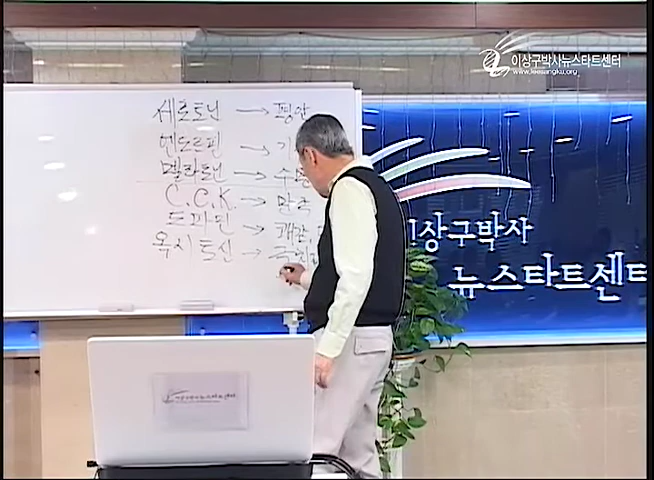 이상구박사뉴스타트센터
www.leesangku.org
세로토닌 → 평안
엔도르핀 →
멜라토닌 →
C.C.K. → 만족
도파민 → 쾌감
옥시토신 →
이상구박사
뉴스타트센터